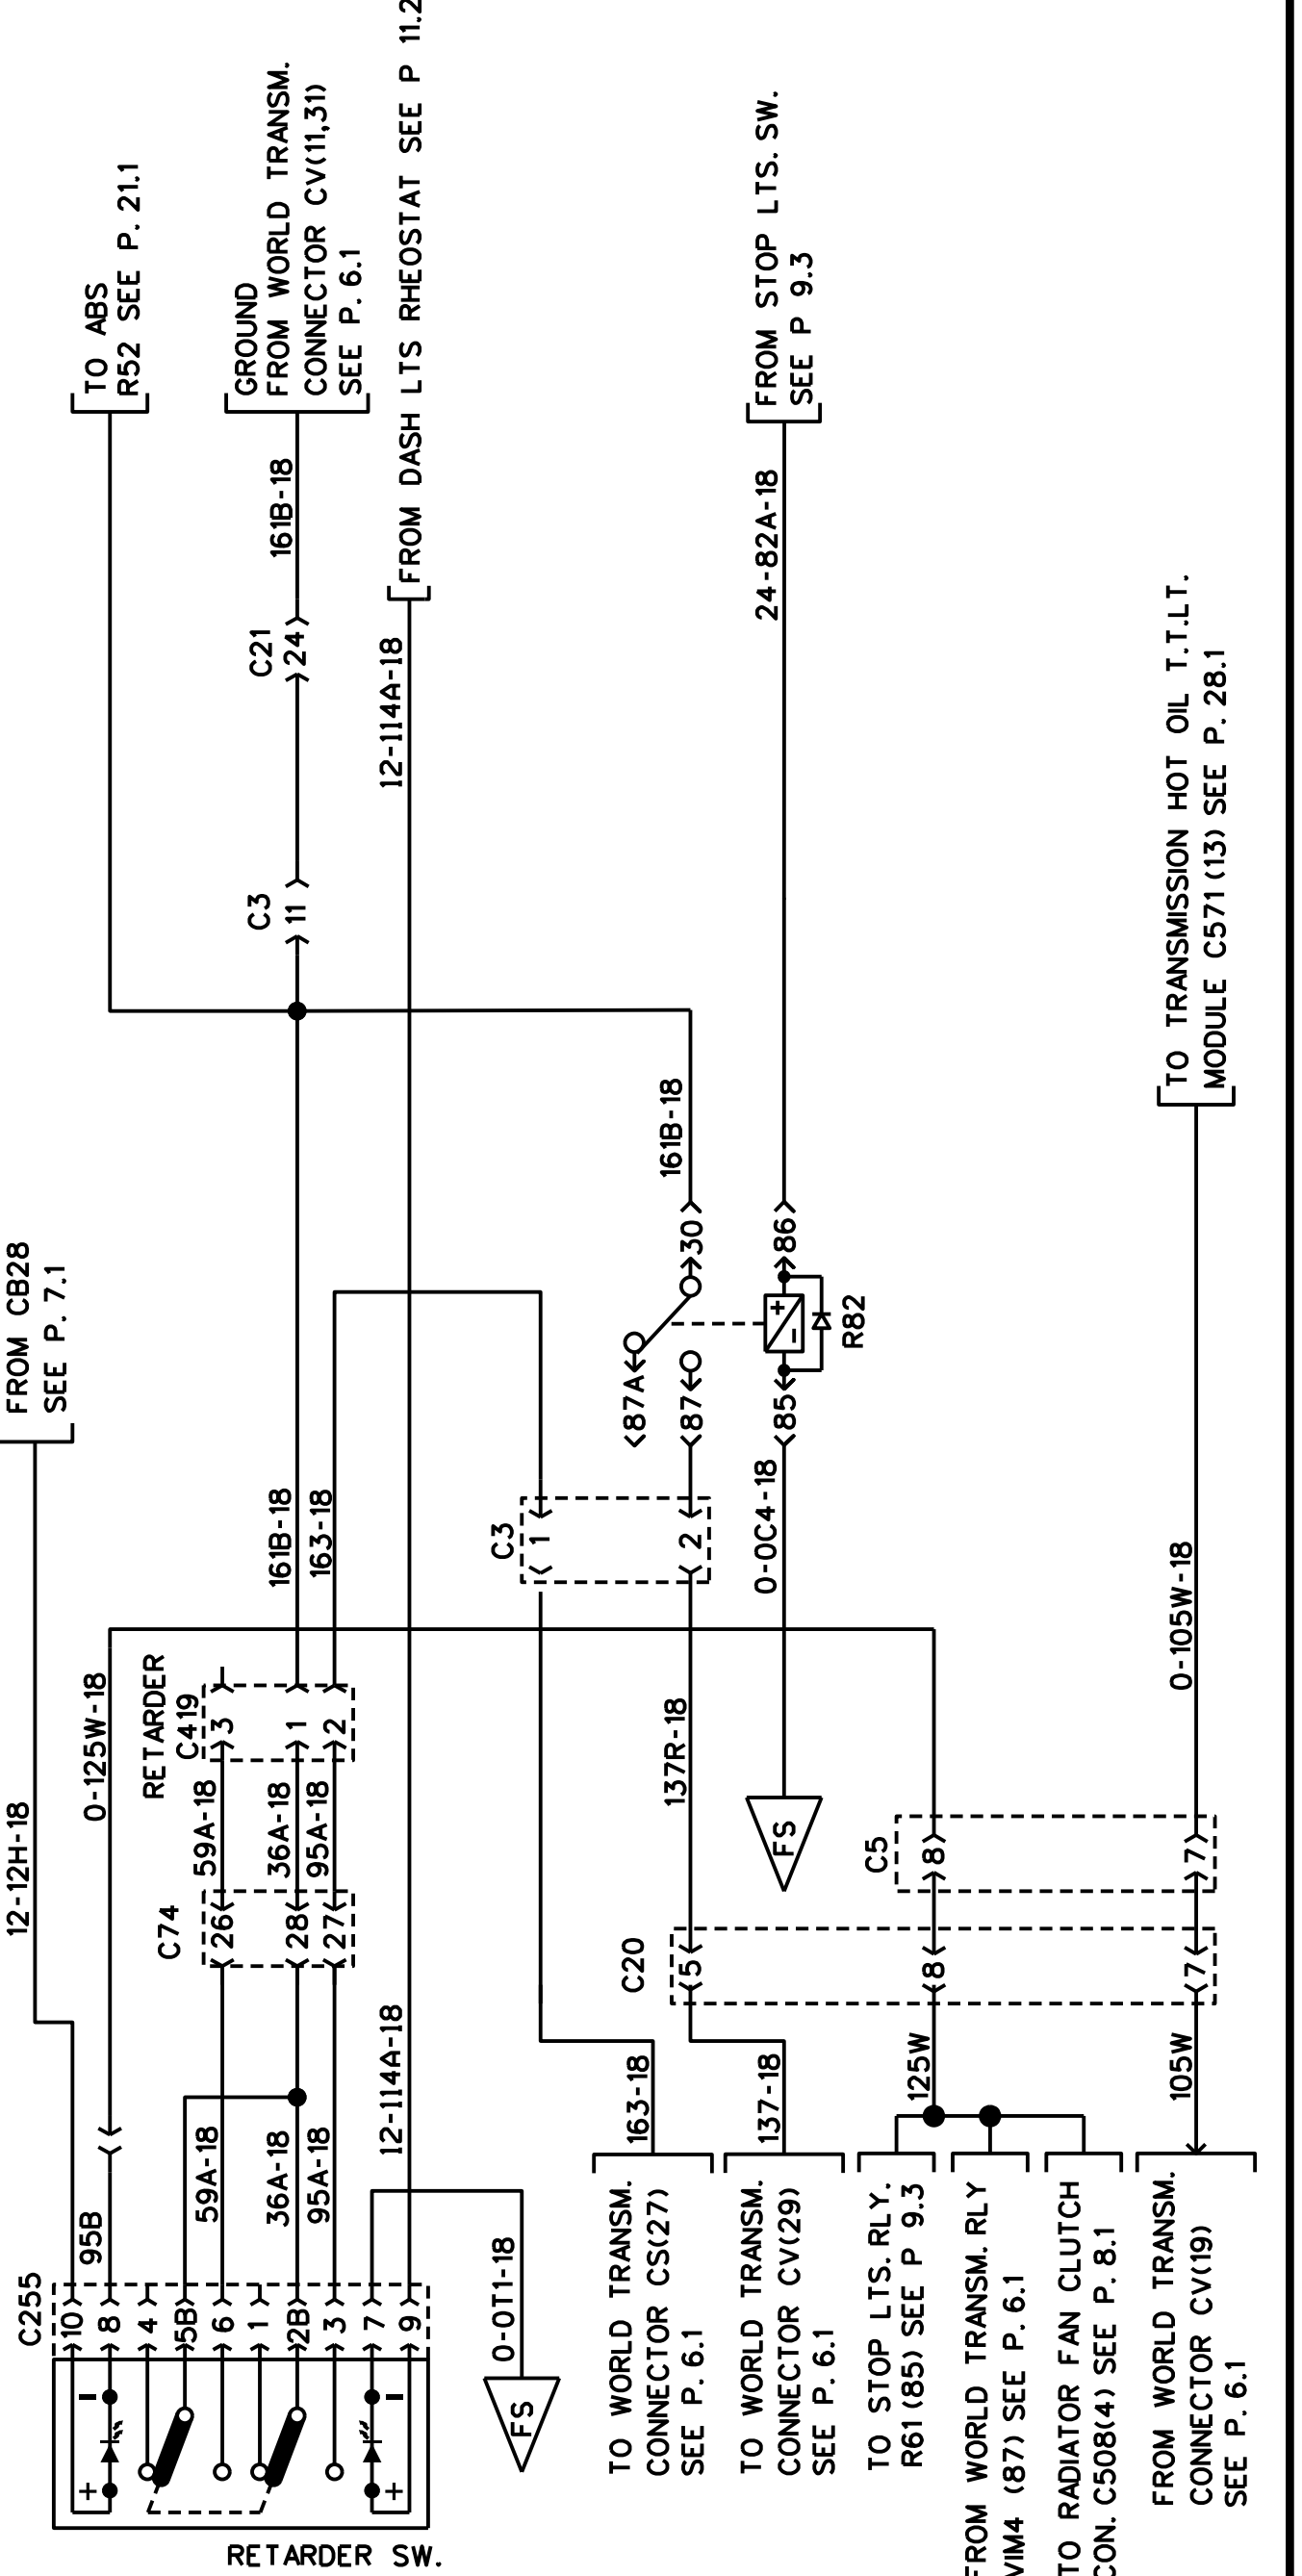 FROM CB28
SEE P. 7.1
TO ABS
R52 SEE P. 21.1
GROUND
FROM WORLD TRANSM.
CONNECTOR CV(11,31)
SEE P. 6.1
FROM DASH LTS RHEOSTAT SEE P 11.2
FROM STOP LTS. SW.
SEE P 9.3
TO TRANSMISSION HOT OIL T.T.LT.
MODULE C571 (13) SEE P. 28.1
12-12H-18
0-125W-18
95B
161B-18
C21
24
C3
11
12-114A-18
24-82A-18
161B-18
30
86
87A
87
85
R82
161B-18
163-18
C3
1
2
0-0C4-18
0-105W-18
RETARDER
C419
3
1
2
59A-18
36A-18
95A-18
C74
26
28
27
137R-18
FS
C5
8
7
C20
5
8
7
59A-18
36A-18
95A-18
12-114A-18
163-18
137-18
125W
105W
C255
10
8
4
5B
6
1
2B
3
7
9
- +
- +
0-0T1-18
FS
RETARDER SW.
TO WORLD TRANSM.
CONNECTOR CS(27)
SEE P. 6.1
TO WORLD TRANSM.
CONNECTOR CV(29)
SEE P. 6.1
TO STOP LTS. RLY.
R61 (85) SEE P 9.3
FROM WORLD TRANSM. RLY
VIM4 (87) SEE P. 6.1
TO RADIATOR FAN CLUTCH
CON. C508(4) SEE P. 8.1
FROM WORLD TRANSM.
CONNECTOR CV(19)
SEE P. 6.1